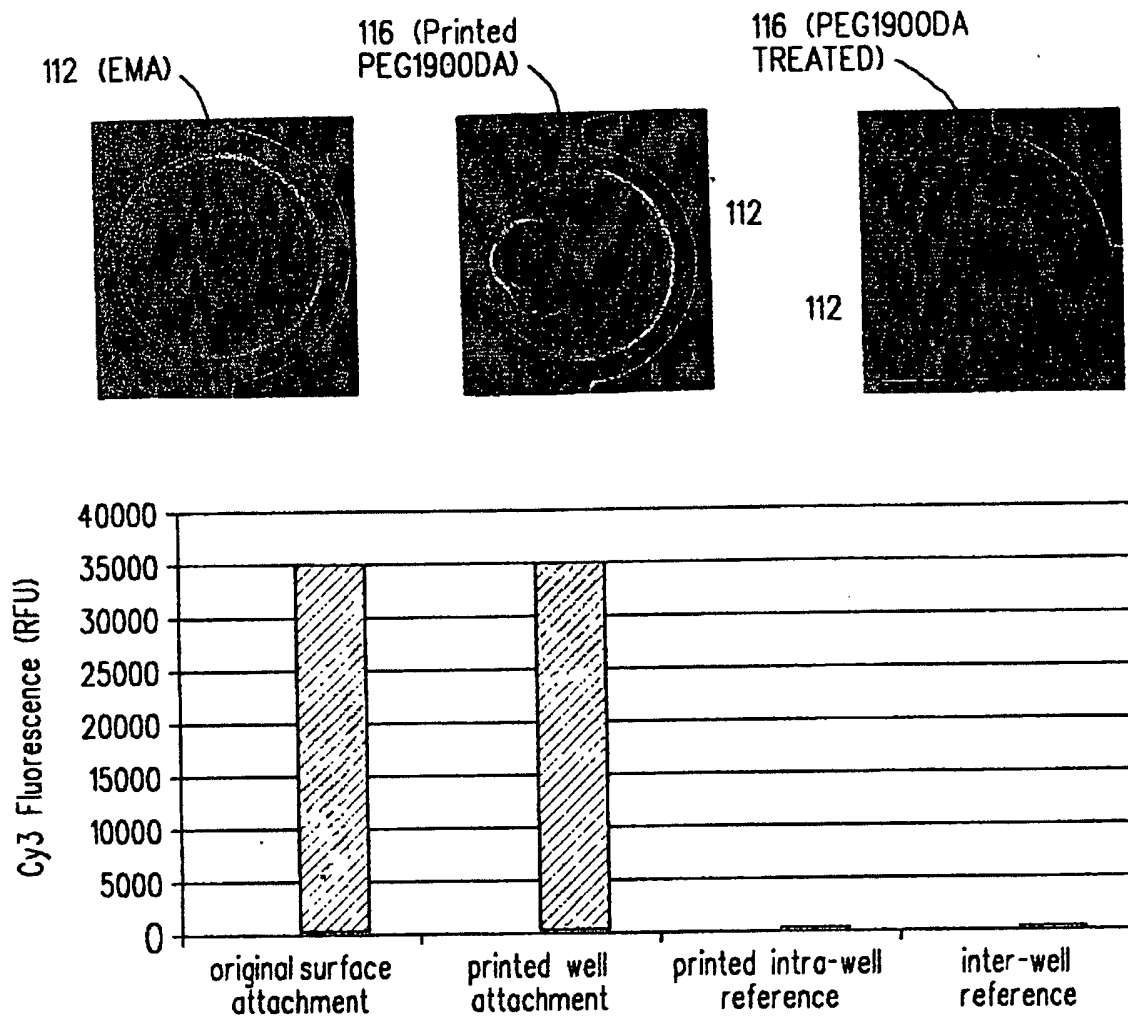 112 (EMA)
116 (Printed
PEG1900DA)
116 (PEG1900DA
TREATED)
112
112
40000
35000
30000
25000
20000
15000
10000
5000
0
Cy3 Fluorescence (RFU)
original surface
attachment
printed well
attachment
printed intra-well
reference
inter-well
reference